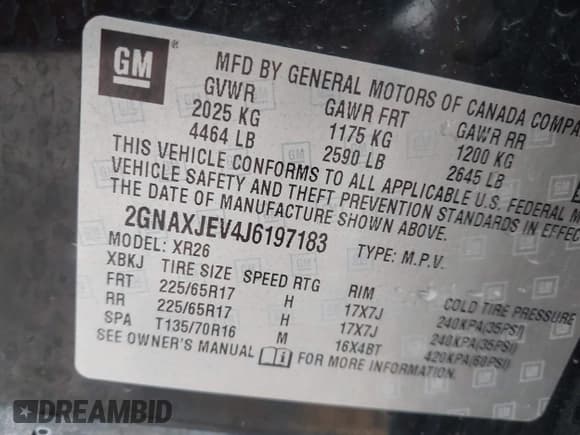 GM
MFD BY GENERAL MOTORS OF CANADA COMPA
GVWR GAWR FRT GAWR RR
2025 KG 1175 KG 1200 KG
4464 LB 2590 LB 2645 LB
THIS VEHICLE CONFORMS TO ALL APPLICABLE U.S. FEDERAL M
VEHICLE SAFETY AND THEFT PREVENTION STANDARDS IN EFFEC
THE DATE OF MANUFACTURE SHOWN ABOVE.
2GNAXJEV4J6197183 TYPE: M.P.V.
MODEL: XR26
XBKJ TIRE SIZE SPEED RTG RIM COLD TIRE PRESSURE
FRT 225/65R17 H 17X7J 240KPA(35PSI)
RR 225/65R17 H 17X7J 240KPA(35PSI)
SPA T135/70R16 M 16X4BT 420KPA(60PSI)
SEE OWNER'S MANUAL FOR MORE INFORMATION.
DREAMBID